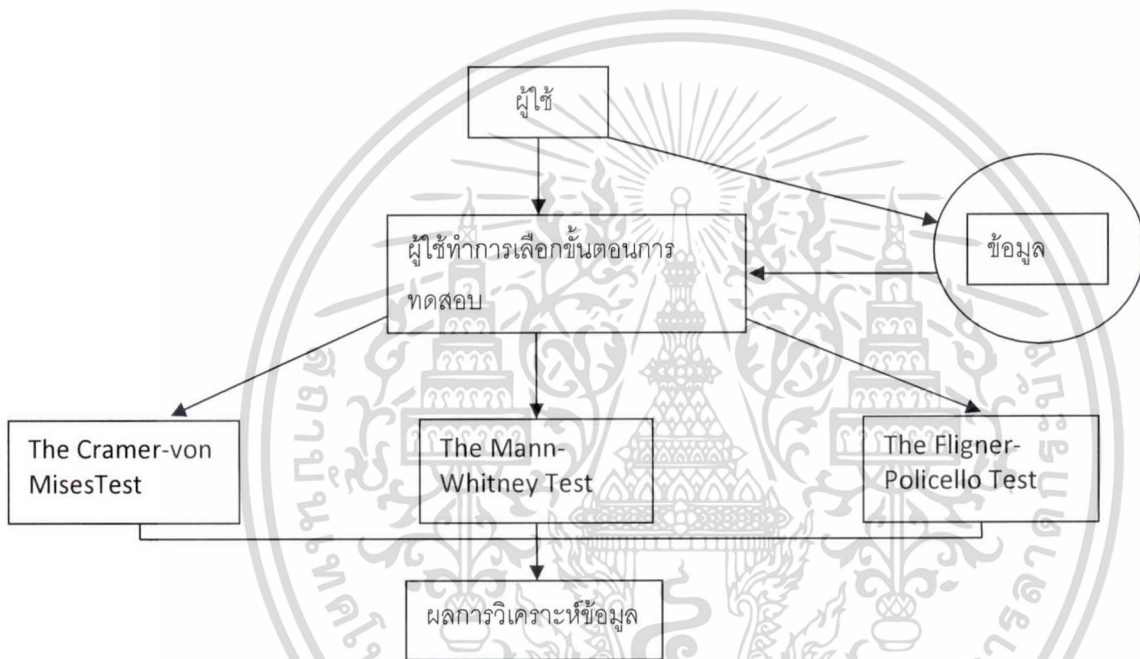 ผู้ใช้
ผู้ใช้ทำการเลือกขั้นตอนการ
ทดสอบ
ข้อมูล
The Cramer-von
MisesTest
The Mann-
Whitney Test
The Fligner-
Policello Test
ผลการวิเคราะห์ข้อมูล